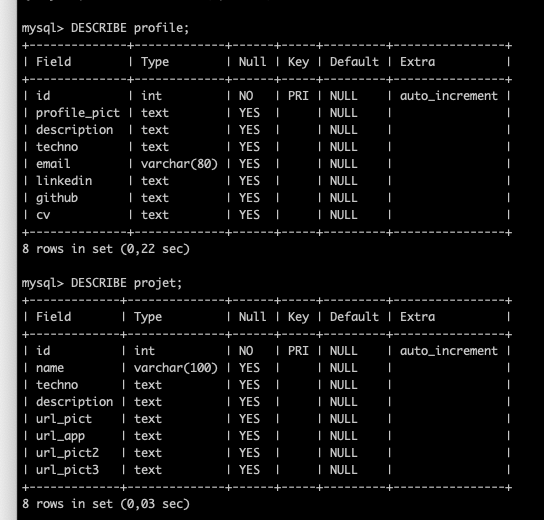 mysql> DESCRIBE profile;
+--------------+-------------+------+-----+---------+----------------+
| Field        | Type        | Null | Key | Default | Extra          |
+--------------+-------------+------+-----+---------+----------------+
| id           | int         | NO   | PRI | NULL    | auto_increment |
| profile_pict | text        | YES  |     | NULL    |                |
| description  | text        | YES  |     | NULL    |                |
| techno       | text        | YES  |     | NULL    |                |
| email        | varchar(80) | YES  |     | NULL    |                |
| linkedin     | text        | YES  |     | NULL    |                |
| github       | text        | YES  |     | NULL    |                |
| cv           | text        | YES  |     | NULL    |                |
+--------------+-------------+------+-----+---------+----------------+
8 rows in set (0,22 sec)
mysql> DESCRIBE projet;
+-------------+--------------+------+-----+---------+----------------+
| Field       | Type         | Null | Key | Default | Extra          |
+-------------+--------------+------+-----+---------+----------------+
| id          | int          | NO   | PRI | NULL    | auto_increment |
| name        | varchar(100) | YES  |     | NULL    |                |
| techno      | text         | YES  |     | NULL    |                |
| description | text         | YES  |     | NULL    |                |
| url_pict    | text         | YES  |     | NULL    |                |
| url_app     | text         | YES  |     | NULL    |                |
| url_pict2   | text         | YES  |     | NULL    |                |
| url_pict3   | text         | YES  |     | NULL    |                |
+-------------+--------------+------+-----+---------+----------------+
8 rows in set (0,03 sec)